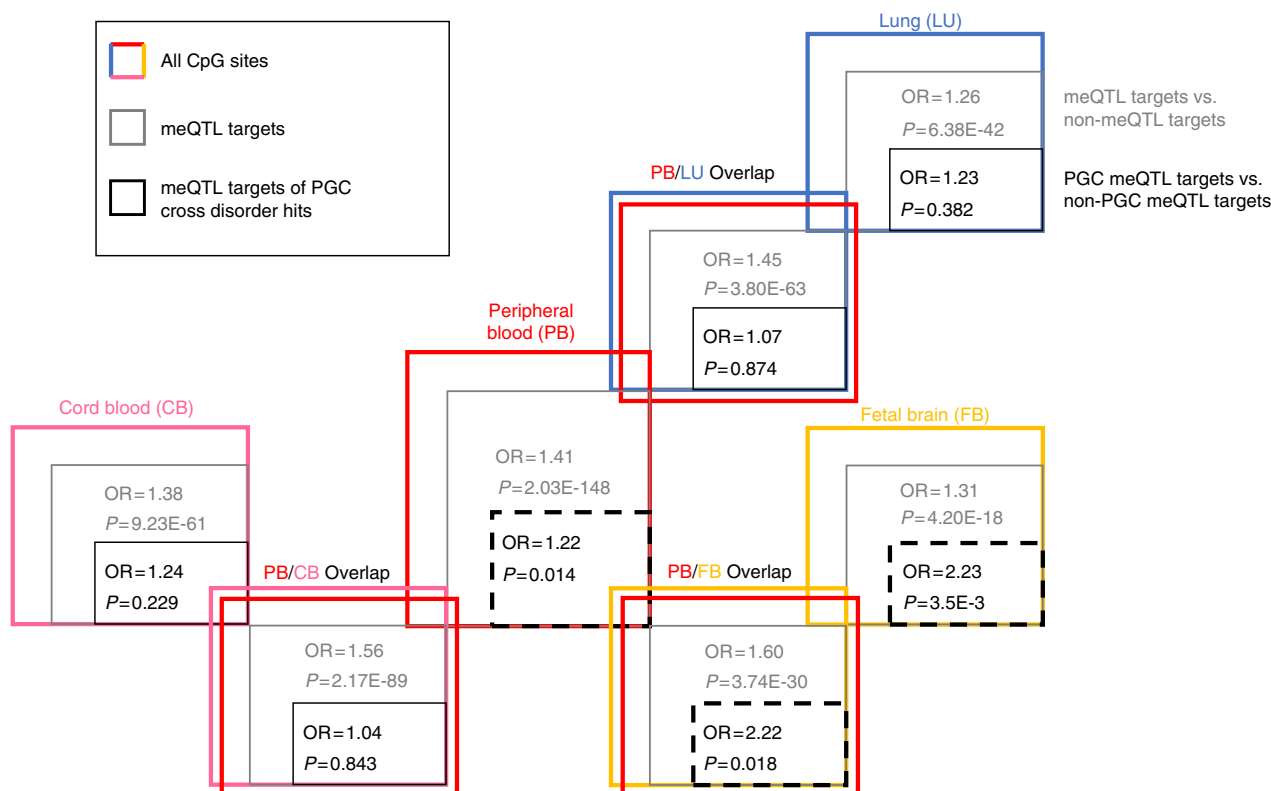 All CpG sites
meQTL targets
meQTL targets of PGC
cross disorder hits
Lung (LU)
OR=1.26
P=6.38E-42
OR=1.23
P=0.382
meQTL targets vs.
non-meQTL targets
PGC meQTL targets vs.
non-PGC meQTL targets
PB/LU Overlap
OR=1.45
P=3.80E-63
OR=1.07
P=0.874
Peripheral
blood (PB)
OR=1.41
P=2.03E-148
OR=1.22
P=0.014
Cord blood (CB)
OR=1.38
P=9.23E-61
OR=1.24
P=0.229
PB/CB Overlap
OR=1.56
P=2.17E-89
OR=1.04
P=0.843
PB/FB Overlap
OR=1.60
P=3.74E-30
OR=2.22
P=0.018
Fetal brain (FB)
OR=1.31
P=4.20E-18
OR=2.23
P=3.5E-3